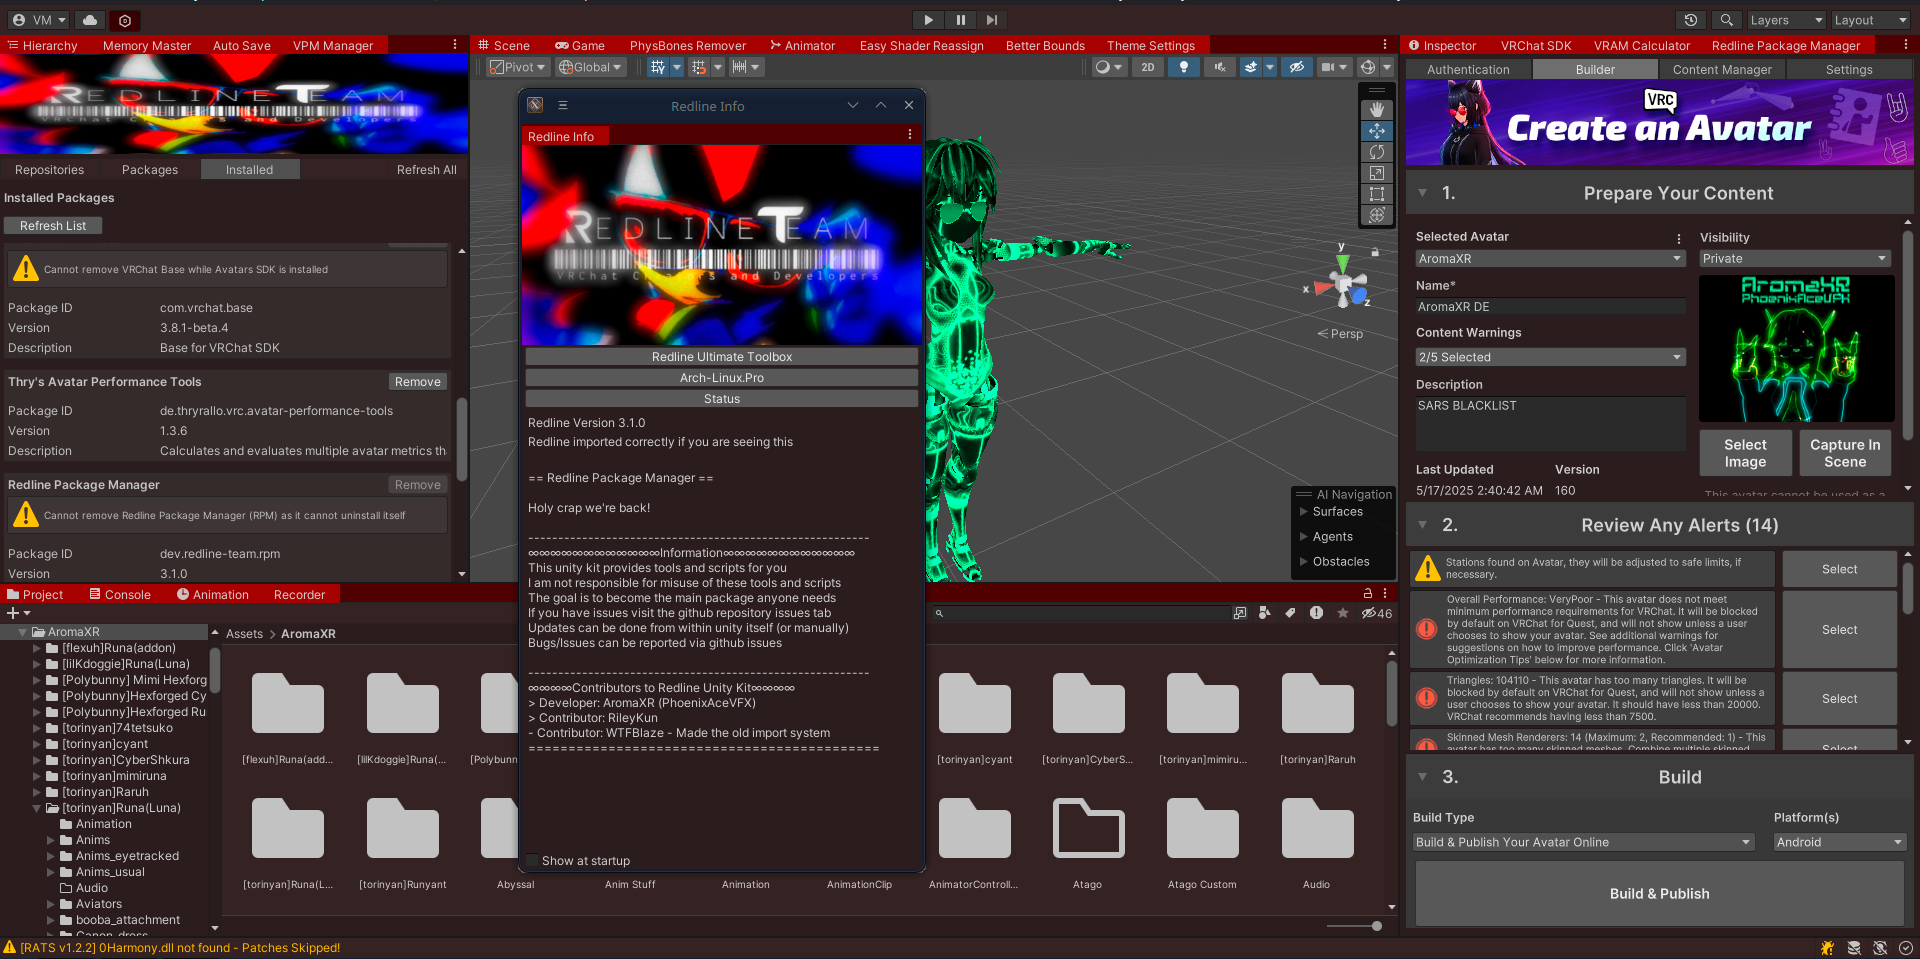 VM
Layers
Layout
Hierarchy
Memory Master
Auto Save
VPM Manager
REDLINETEAM
VRChat Creators and Developers
Repositories
Packages
Installed
Refresh All
Installed Packages
Refresh List
Cannot remove VRChat Base while Avatars SDK is installed
Package ID com.vrchat.base
Version 3.8.1-beta.4
Description Base for VRChat SDK
Thry's Avatar Performance Tools
Remove
Package ID de.thryrallo.vrc.avatar-performance-tools
Version 1.3.6
Description Calculates and evaluates multiple avatar metrics th
Redline Package Manager
Remove
Cannot remove Redline Package Manager (RPM) as it cannot uninstall itself
Package ID dev.redline-team.rpm
Version 3.1.0
Scene
Game
PhysBones Remover
Animator
Easy Shader Reassign
Better Bounds
Theme Settings
Pivot
Global
2D
y
x
z
Persp
AI Navigation
Surfaces
Agents
Obstacles
Redline Info
Redline Info
REDLINETEAM
VRChat Creators and Developers
Redline Ultimate Toolbox
Arch-Linux.Pro
Status
Redline Version 3.1.0
Redline imported correctly if you are seeing this
== Redline Package Manager ==
Holy crap we're back!
---------------------------------------------------------
∞∞∞∞∞∞∞∞∞∞∞∞Information∞∞∞∞∞∞∞∞∞∞∞∞
This unity kit provides tools and scripts for you
I am not responsible for misuse of these tools and scripts
The goal is to become the main package anyone needs
If you have issues visit the github repository issues tab
Updates can be done from within unity itself (or manually)
Bugs/Issues can be reported via github issues
---------------------------------------------------------
∞∞∞∞Contributors to Redline Unity Kit∞∞∞∞
> Developer: AromaXR (PhoenixAceVFX)
> Contributor: RileyKun
- Contributor: WTFBlaze - Made the old import system
=============================================
Show at startup
Inspector
VRChat SDK
VRAM Calculator
Redline Package Manager
Authentication
Builder
Content Manager
Settings
VRC
Create an Avatar
1. Prepare Your Content
Selected Avatar
AromaXR
Visibility
Private
Name*
AromaXR DE
AromaXR
PhoenixAceVFX
Content Warnings
2/5 Selected
Description
SARS BLACKLIST
Select Image
Capture In Scene
Last Updated
Version
5/17/2025 2:40:42 AM
160
This avatar cannot be used as a
2. Review Any Alerts (14)
Stations found on Avatar, they will be adjusted to safe limits, if
necessary.
Select
Overall Performance: VeryPoor - This avatar does not meet
minimum performance requirements for VRChat. It will be blocked
by default on VRChat for Quest, and will not show unless a user
chooses to show your avatar. See additional warnings for
suggestions on how to improve performance. Click 'Avatar
Optimization Tips' below for more information.
Select
Triangles: 104110 - This avatar has too many triangles. It will be
blocked by default on VRChat for Quest, and will not show unless a
user chooses to show your avatar. It should have less than 20000.
VRChat recommends having less than 7500.
Select
Skinned Mesh Renderers: 14 (Maximum: 2, Recommended: 1) - This
avatar has too many skinned meshes. Combine multiple skinned
Select
3. Build
Build Type
Build & Publish Your Avatar Online
Platform(s)
Android
Build & Publish
Project
Console
Animation
Recorder
46
AromaXR
[flexuh]Runa(addon)
[lilKdoggie]Runa(Luna)
[Polybunny] Mimi Hexforg
[Polybunny]Hexforged Cy
[Polybunny]Hexforged Ru
[torinyan]74tetsuko
[torinyan]cyant
[torinyan]CyberShkura
[torinyan]mimiruna
[torinyan]Raruh
[torinyan]Runa(Luna)
Animation
Anims
Anims_eyetracked
Anims_usual
Audio
Aviators
booba_attachment
Canon_dress
Assets > AromaXR
[flexuh]Runa(add...
[lilKdoggie]Runa(...
[Polybunn
[torinyan]cyant
[torinyan]CyberS...
[torinyan]mimiru...
[torinyan]Raruh
[torinyan]Runa(L...
[torinyan]Runyant
Abyssal
Anim Stuff
Animation
AnimationClip
AnimatorControll...
Atago
Atago Custom
Audio
[RATS v1.2.2] 0Harmony.dll not found - Patches Skipped!